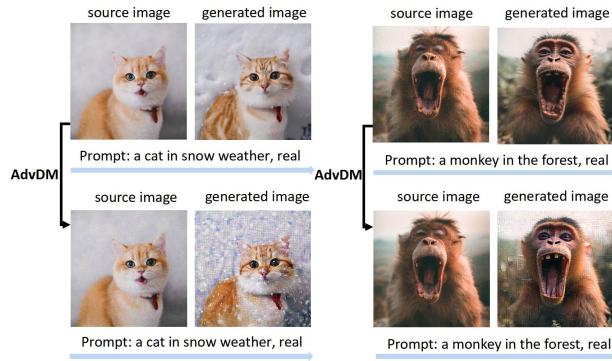 source image generated image
source image generated image
Prompt: a cat in snow weather, real
Prompt: a monkey in the forest, real
AdvDM
AdvDM
source image generated image
source image generated image
Prompt: a cat in snow weather, real
Prompt: a monkey in the forest, real